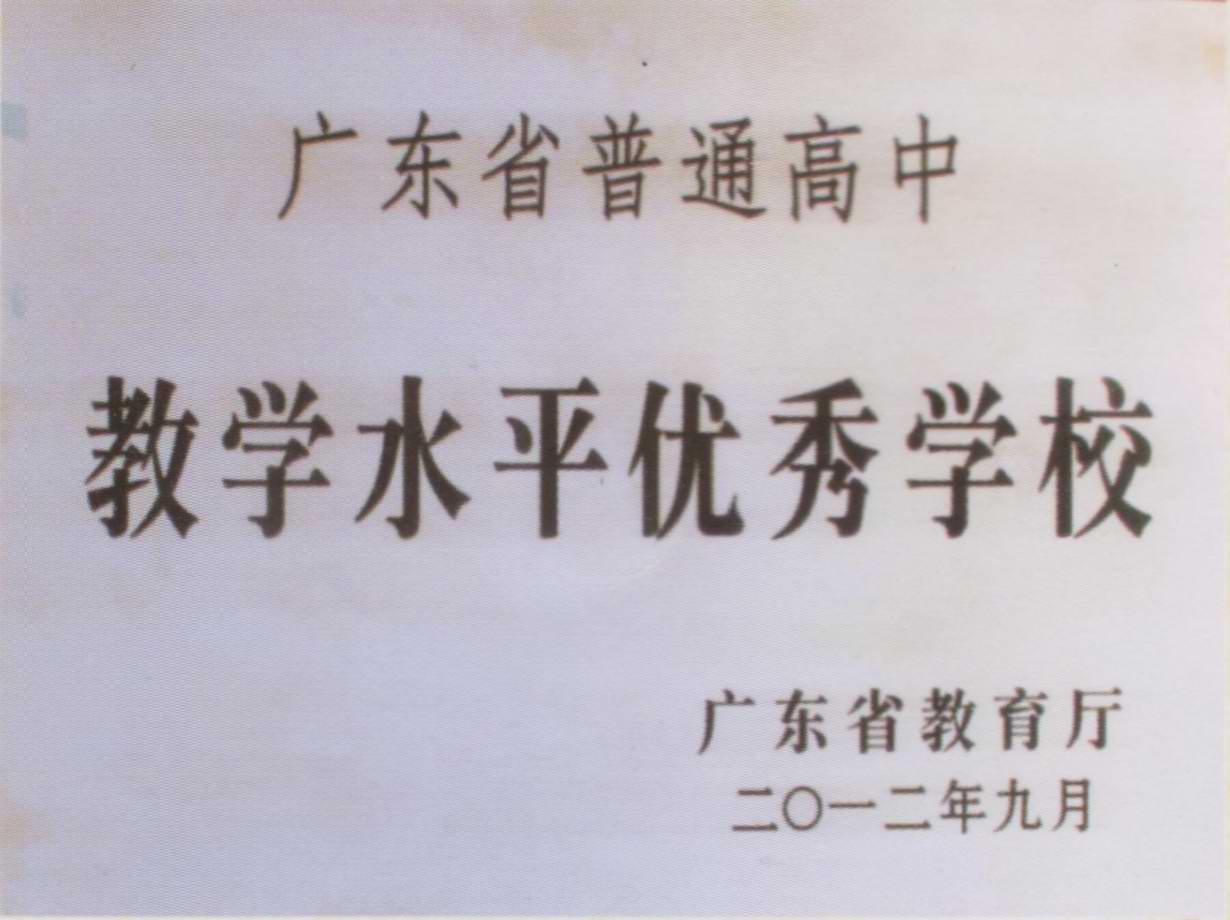 广东省普通高中
教学水平优秀学校
广东省教育厅
二〇一二年九月